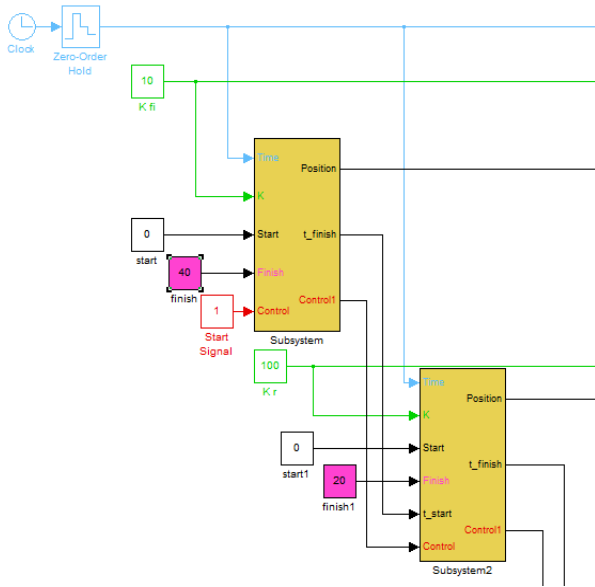 Clock
Zero-Order
Hold
10
K fi
Time
Position
K
0
start
Start
t_finish
40
finish
Finish
1
Start
Signal
Control
Control1
Subsystem
100
K r
Time
Position
K
0
start1
Start
t_finish
20
finish1
Finish
t_start
Control1
Control
Subsystem2